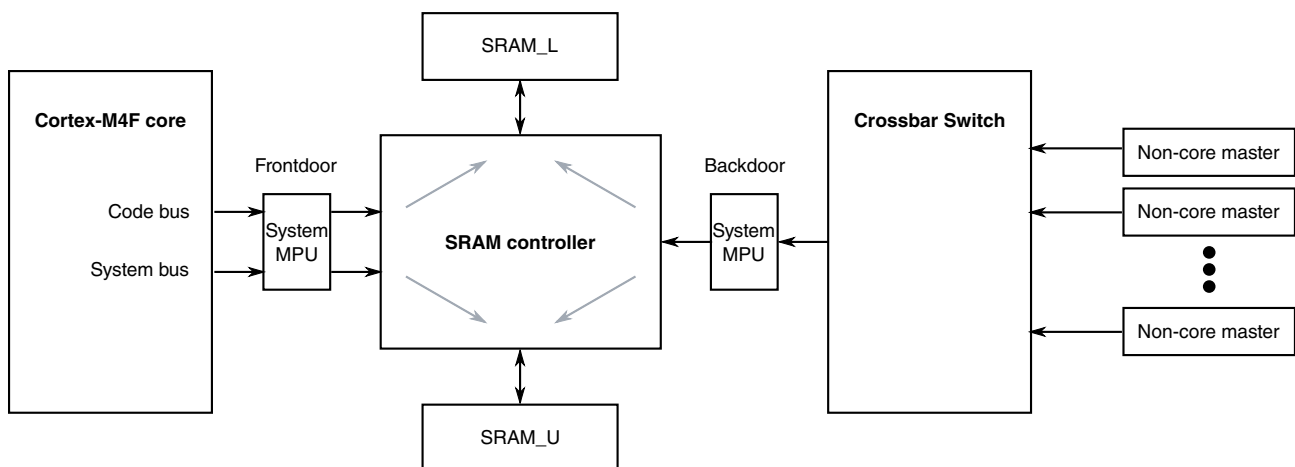 SRAM_L
Cortex-M4F core
Crossbar Switch
Frontdoor
Backdoor
Non-core master
Code bus
System
MPU
System bus
SRAM controller
System
MPU
Non-core master
Non-core master
SRAM_U